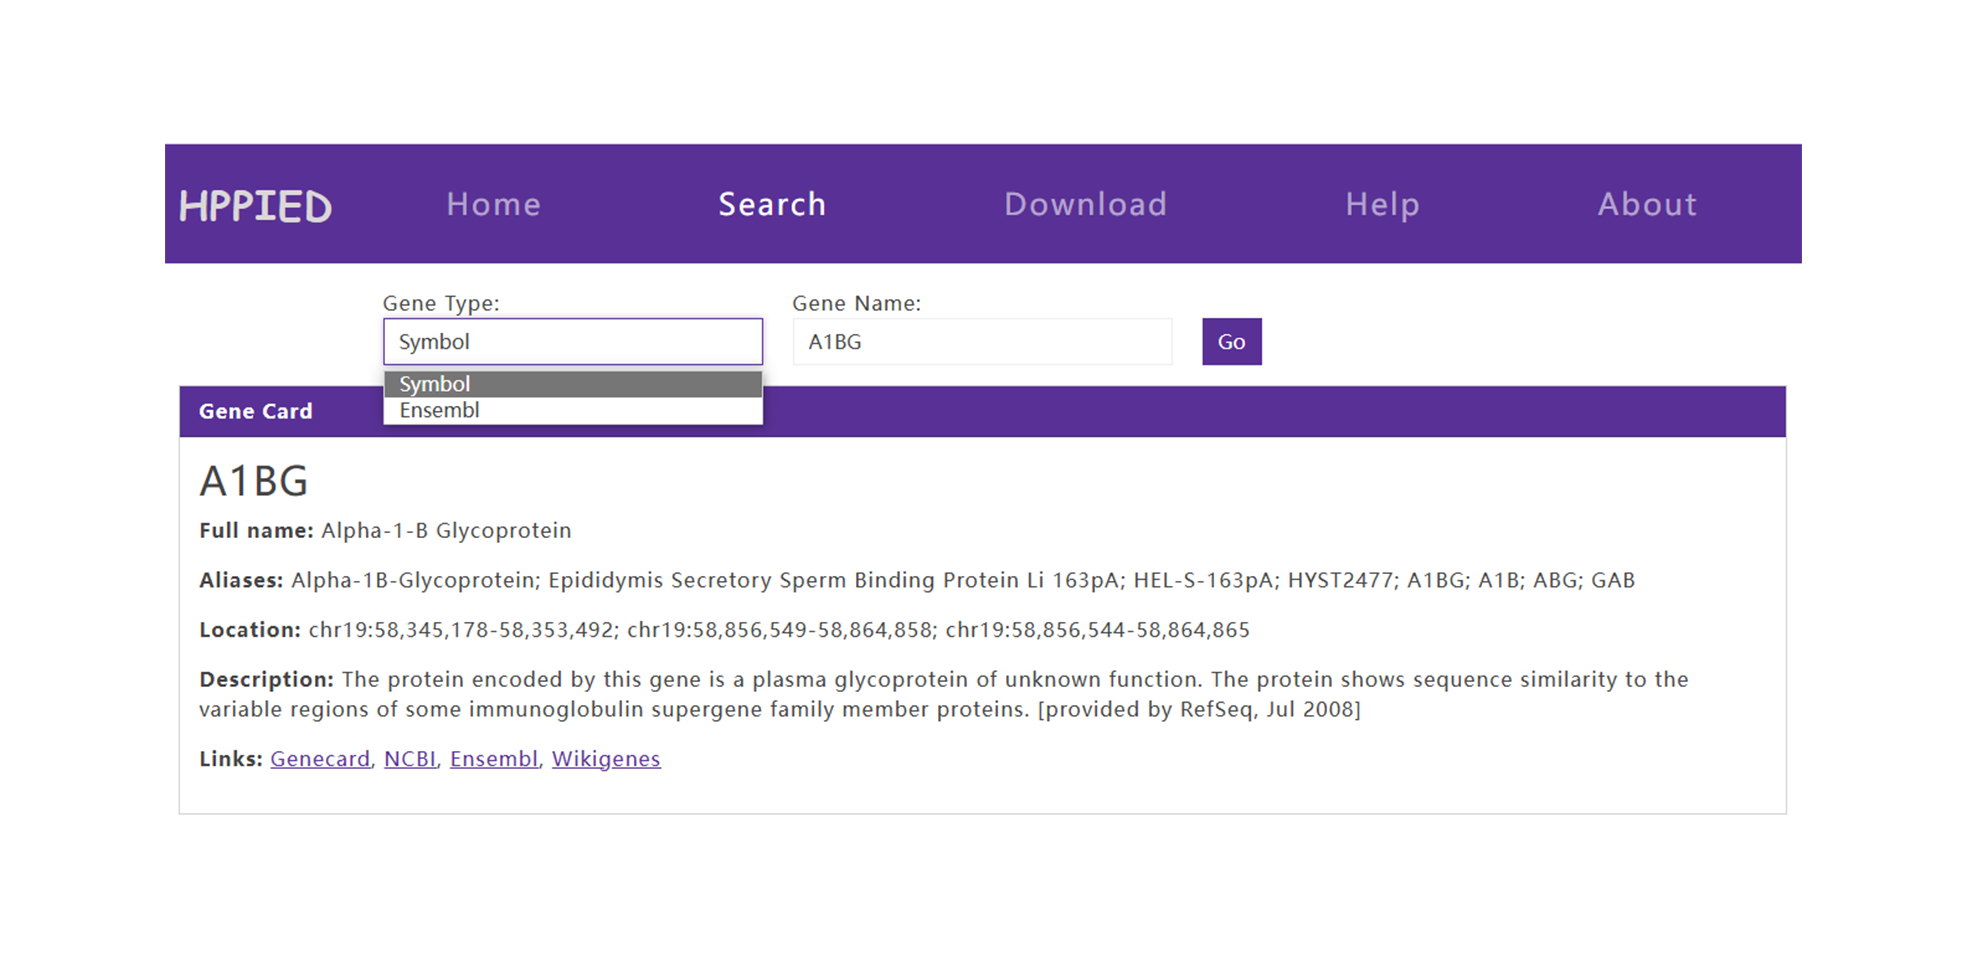 HPPIED Home Search Download Help About
Gene Type: Gene Name:
Symbol A1BG Go
Symbol
Ensembl
Gene Card
A1BG
Full name: Alpha-1-B Glycoprotein
Aliases: Alpha-1B-Glycoprotein; Epididymis Secretory Sperm Binding Protein Li 163pA; HEL-S-163pA; HYST2477; A1BG; A1B; ABG; GAB
Location: chr19:58,345,178-58,353,492; chr19:58,856,549-58,864,858; chr19:58,856,544-58,864,865
Description: The protein encoded by this gene is a plasma glycoprotein of unknown function. The protein shows sequence similarity to the
variable regions of some immunoglobulin supergene family member proteins. [provided by RefSeq, Jul 2008]
Links: Genecard, NCBI, Ensembl, Wikigenes